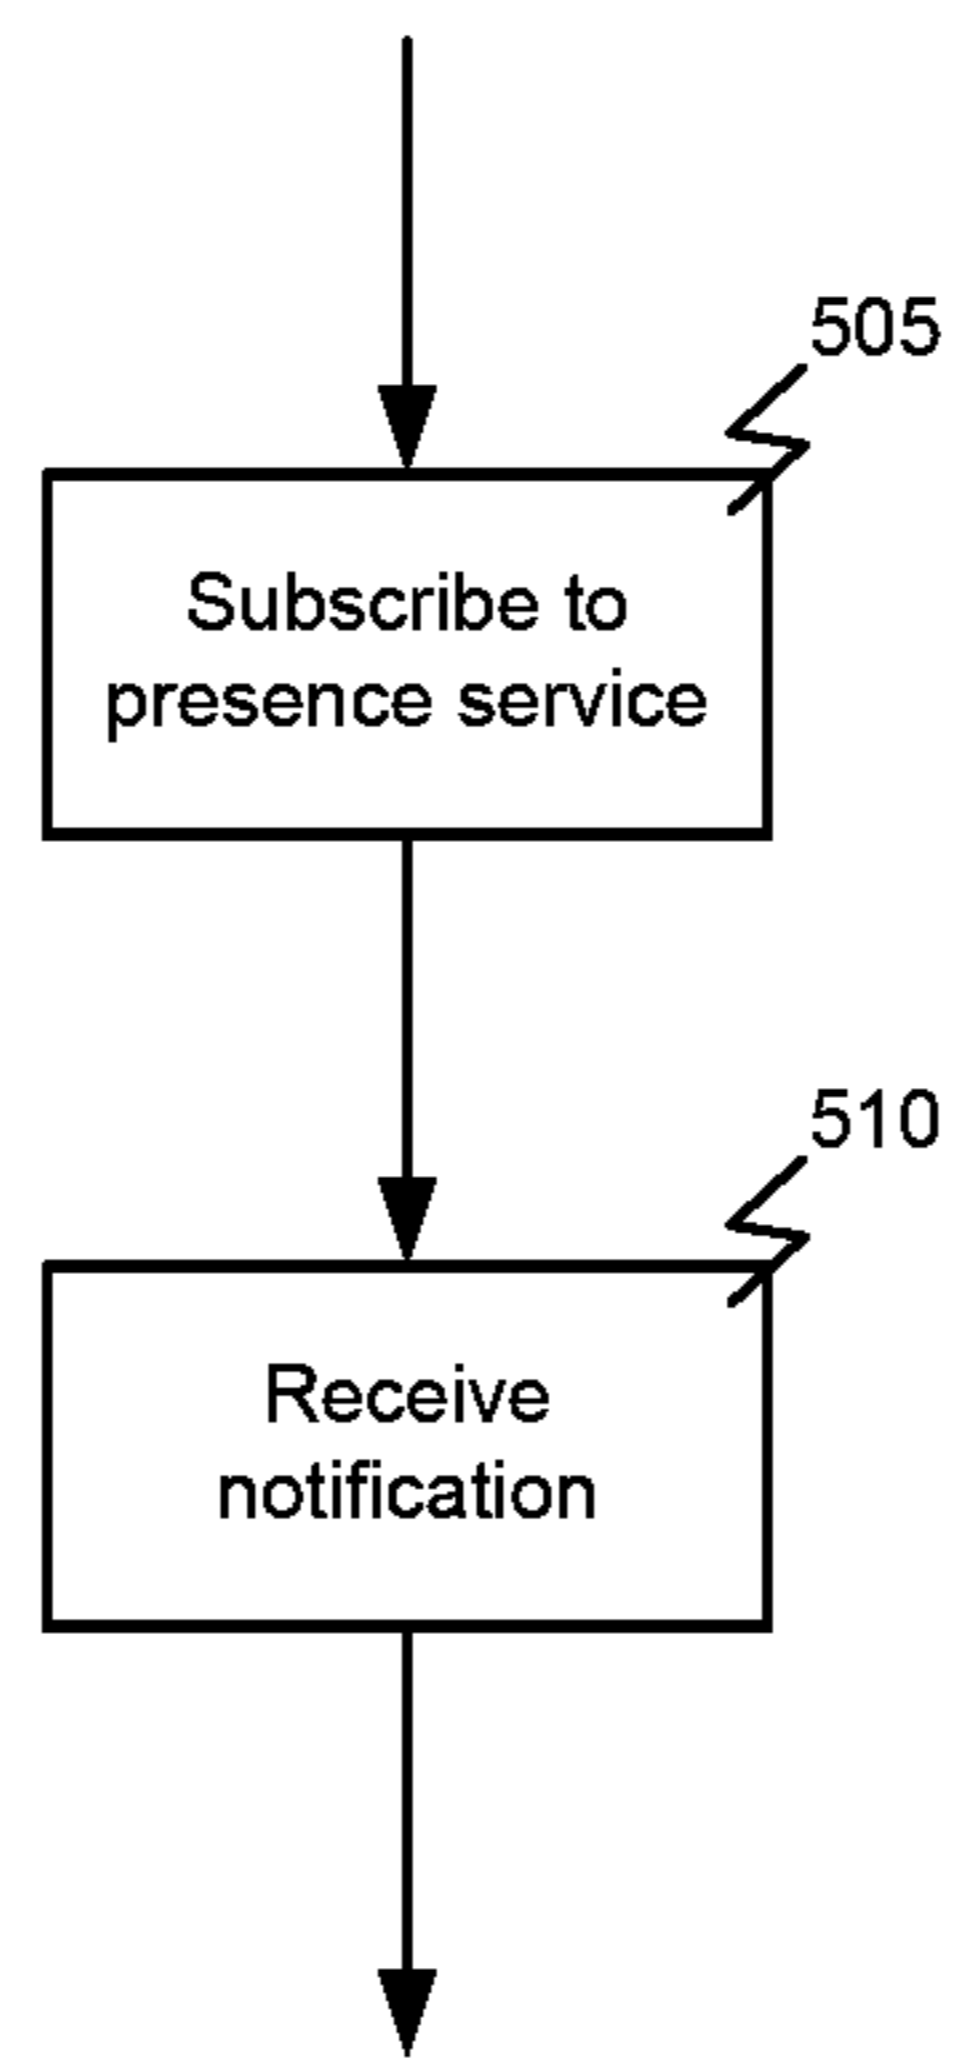 505
Subscribe to
presence service
510
Receive
notification